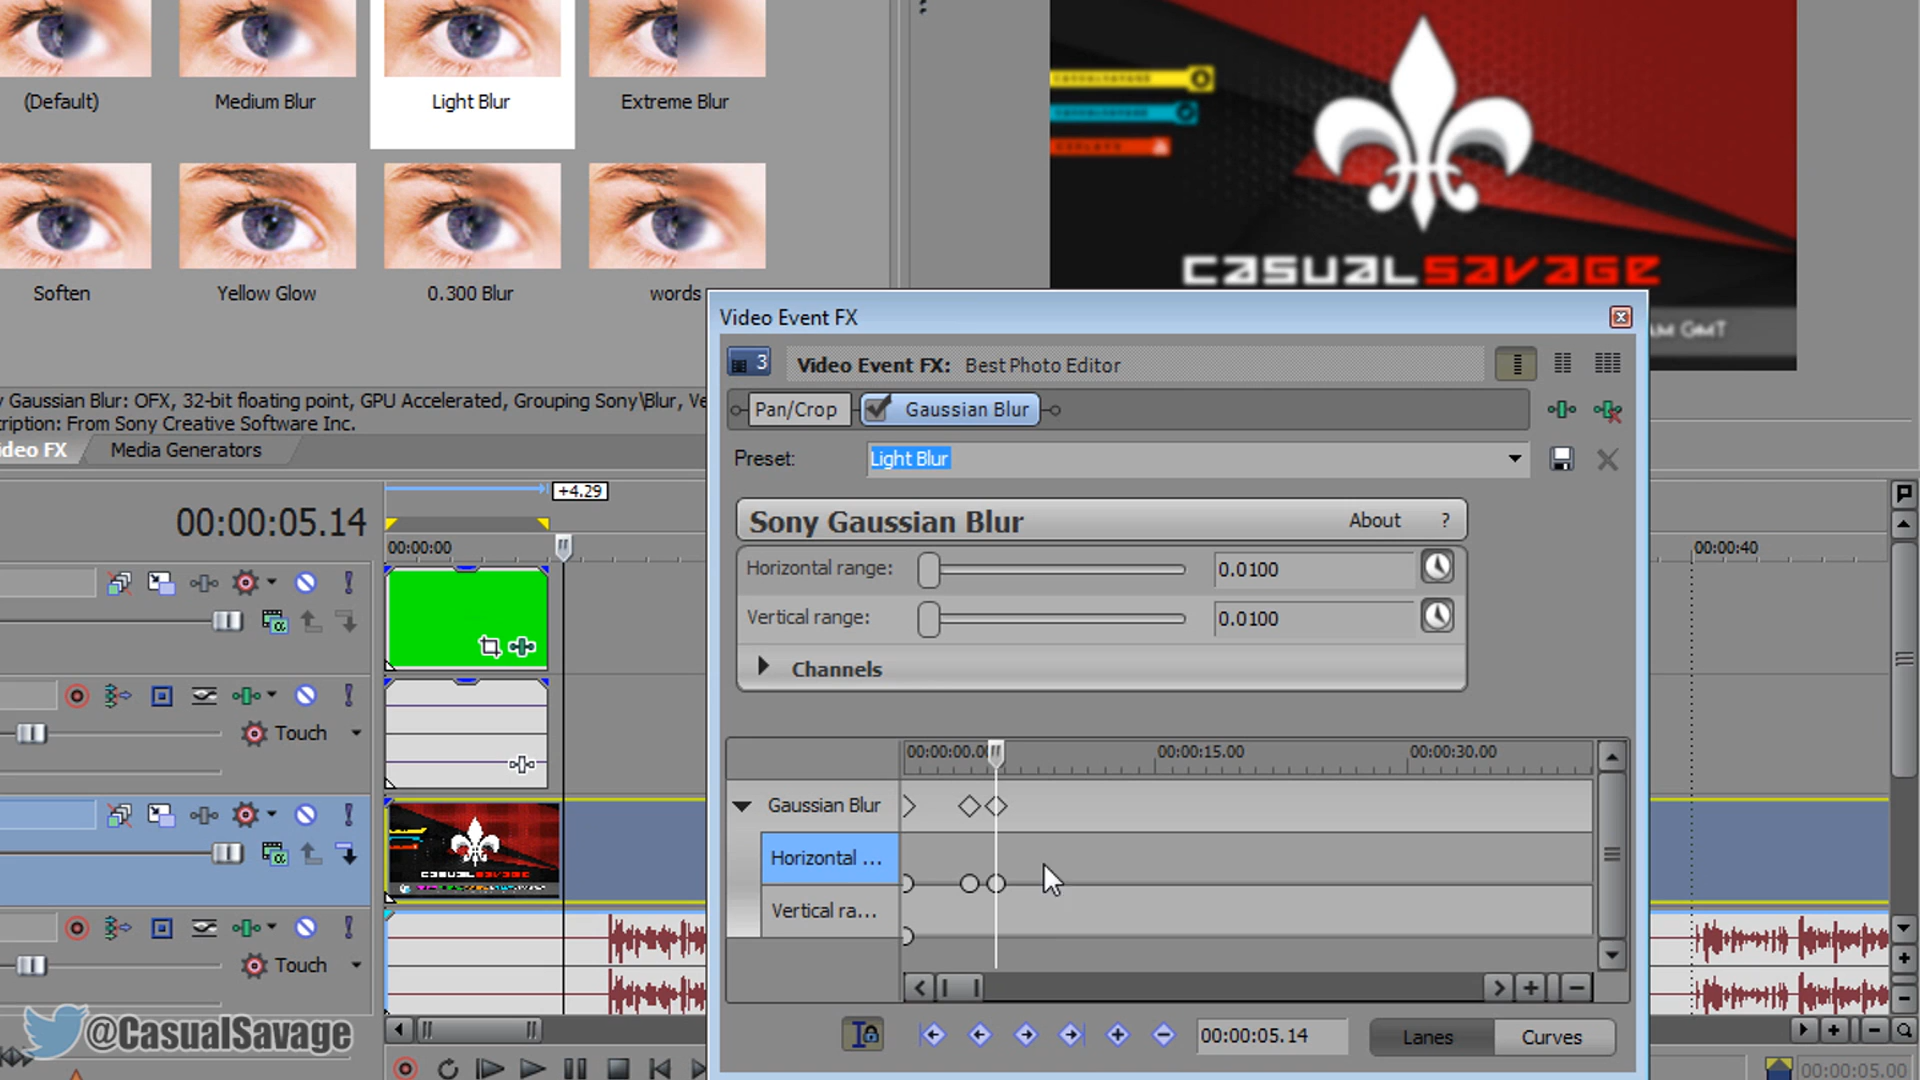 (Default)
Medium Blur
Light Blur
Extreme Blur
Soften
Yellow Glow
0.300 Blur
words
CASUALSAVAGE
AM GMT
y Gaussian Blur: OFX, 32-bit floating point, GPU Accelerated, Grouping Sony\Blur, Ve
ription: From Sony Creative Software Inc.
ideo FX
Media Generators
Video Event FX
3
Video Event FX: Best Photo Editor
Pan/Crop
Gaussian Blur
Preset:
Light Blur
Sony Gaussian Blur
About
?
Horizontal range:
0.0100
Vertical range:
0.0100
Channels
+4.29
00:00:05.14
00:00:00
00:00:40
Touch
Touch
00:00:00.0
00:00:15.00
00:00:30.00
Gaussian Blur
Horizontal ...
Vertical ra...
00:00:05.14
Lanes
Curves
@CasualSavage
00:00:05.00